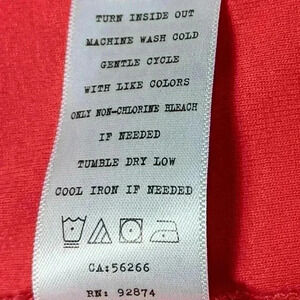 TURN INSIDE OUT
MACHINE WASH COLD
GENTLE CYCLE
WITH LIKE COLORS
ONLY NON-CHLORINE BLEACH
IF NEEDED
TUMBLE DRY LOW
COOL IRON IF NEEDED
CA:56266
RN: 92874